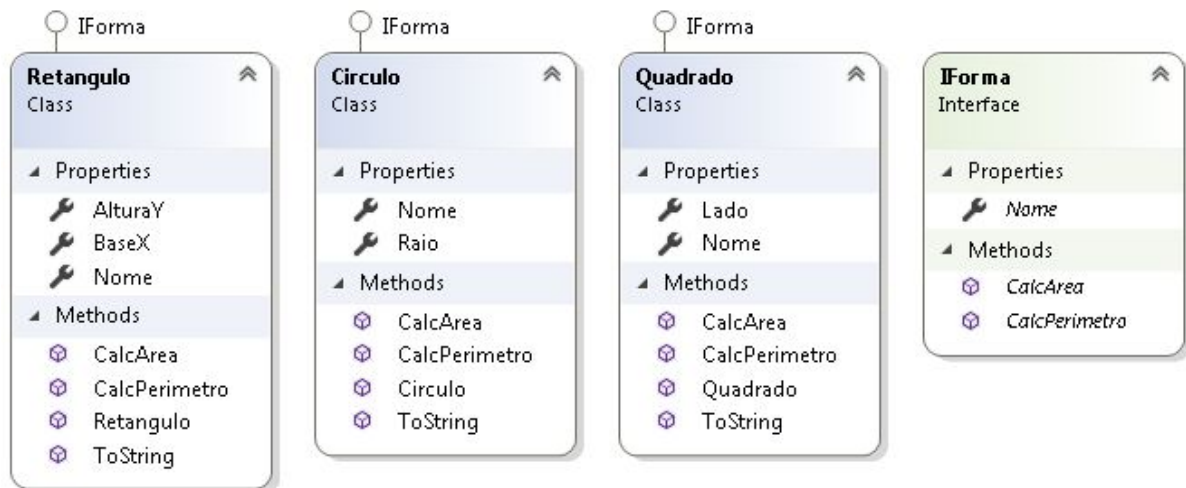 IForma
Retangulo
Class
Properties
AlturaY
BaseX
Nome
Methods
CalcArea
CalcPerimetro
Retangulo
ToString
IForma
Circulo
Class
Properties
Nome
Raio
Methods
CalcArea
CalcPerimetro
Circulo
ToString
IForma
Quadrado
Class
Properties
Lado
Nome
Methods
CalcArea
CalcPerimetro
Quadrado
ToString
IForma
Interface
Properties
Nome
Methods
CalcArea
CalcPerimetro